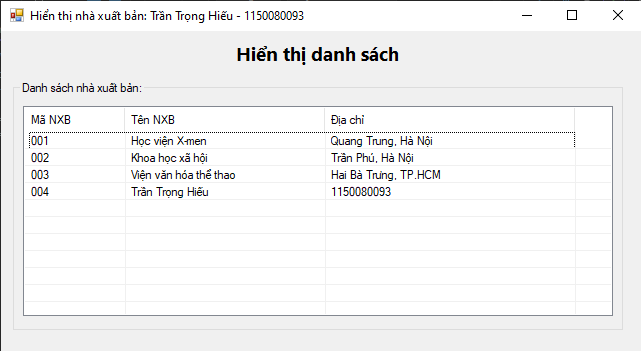 Hiển thị nhà xuất bản: Trần Trọng Hiếu - 1150080093
Hiển thị danh sách
Danh sách nhà xuất bản:
Mã NXB Tên NXB Địa chỉ
001 Học viện X-men Quang Trung, Hà Nội
002 Khoa học xã hội Trần Phú, Hà Nội
003 Viện văn hóa thể thao Hai Bà Trưng, TP.HCM
004 Trần Trọng Hiếu 1150080093